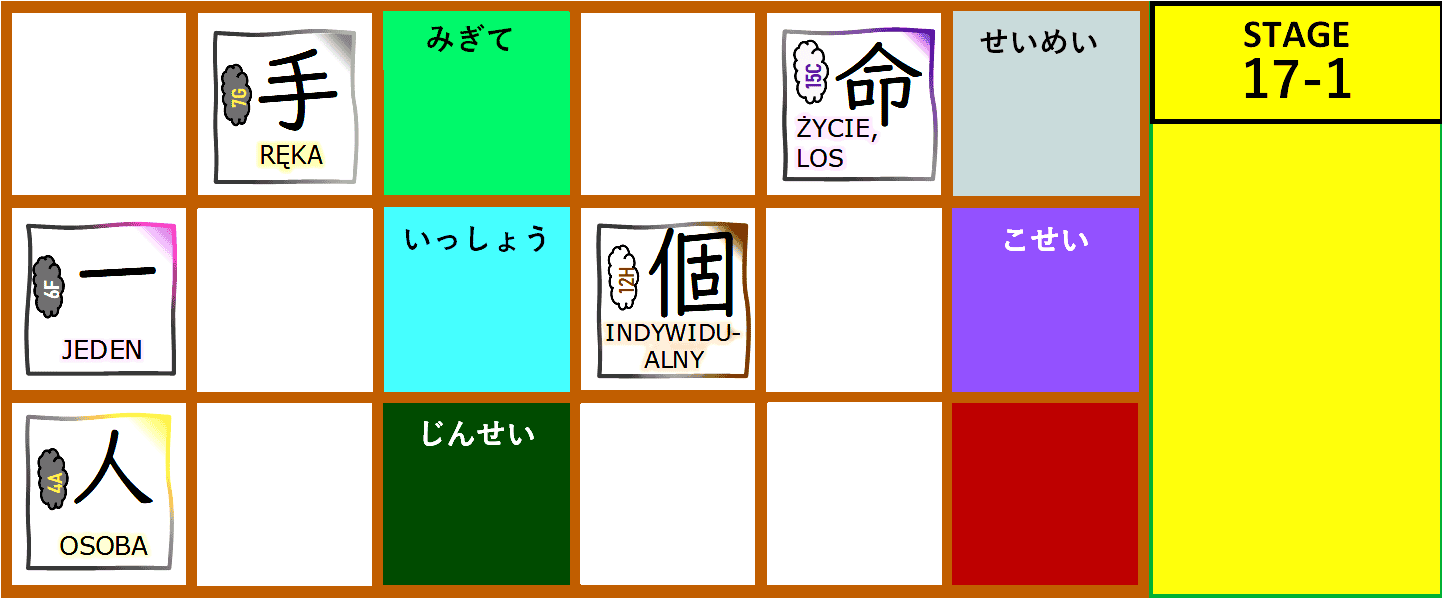 7G
手
RĘKA
みぎて
15C
命
ŻYCIE,
LOS
せいめい
STAGE
17-1
6F
一
JEDEN
いっしょう
12H
個
INDYWIDU-
ALNY
こせい
4A
人
OSOBA
じんせい